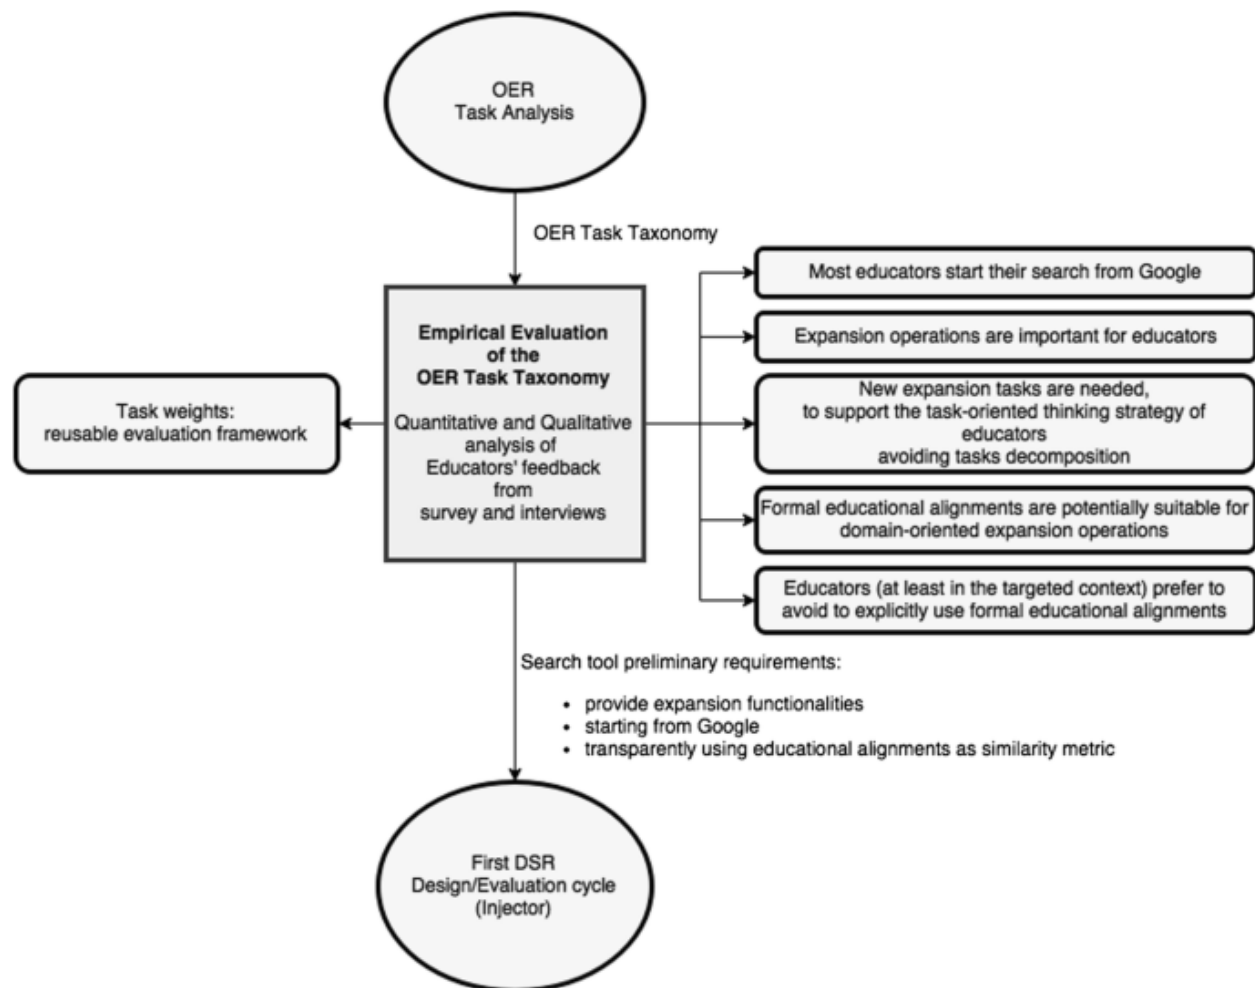 OER
Task Analysis
OER Task Taxonomy
Empirical Evaluation
of the
OER Task Taxonomy
Quantitative and Qualitative
analysis of
Educators' feedback
from
survey and interviews
Task weights:
reusable evaluation framework
Most educators start their search from Google
Expansion operations are important for educators
New expansion tasks are needed,
to support the task-oriented thinking strategy of
educators
avoiding tasks decomposition
Formal educational alignments are potentially suitable for
domain-oriented expansion operations
Educators (at least in the targeted context) prefer to
avoid to explicitly use formal educational alignments
Search tool preliminary requirements:
• provide expansion functionalities
• starting from Google
• transparently using educational alignments as similarity metric
First DSR
Design/Evaluation cycle
(Injector)